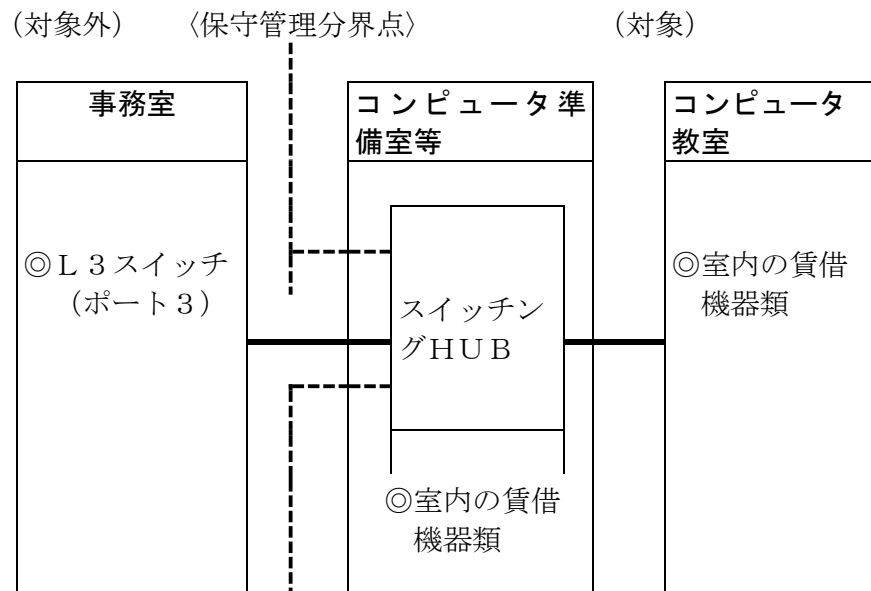 （対象外）　〈保守管理分界点〉　（対象）
事務室
◎Ｌ３スイッチ
（ポート３）
コンピュータ準
備室等
スイッチン
グＨＵＢ
◎室内の賃借
機器類
コンピュータ
教室
◎室内の賃借
機器類